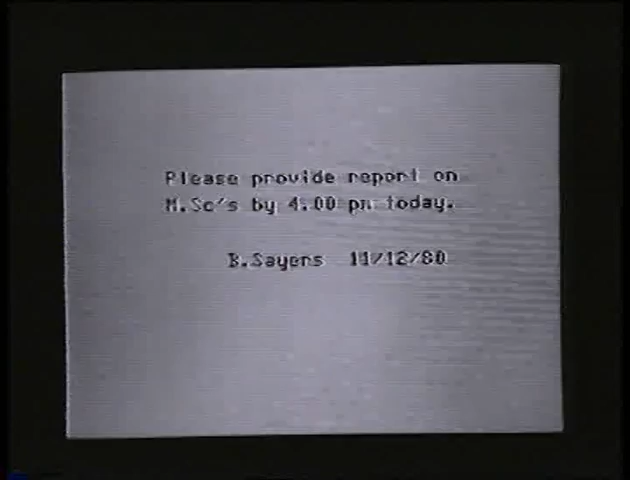 Please provide report on
M.Sc's by 4.00 pm today.
B.Sayers 11/12/80